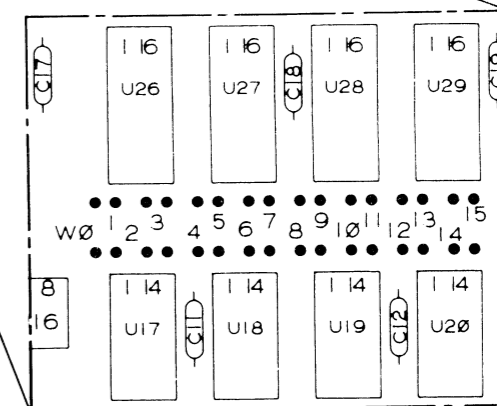 1 16 1 16 1 16 1 16
C17 U26 U27 C18 U28 U29
WØ 1 2 3 4 5 6 7 8 9 1Ø 11 12 13 14 15
8 1 14 1 14 1 14 1 14
16 U17 C11 U18 U19 C12 U2Ø